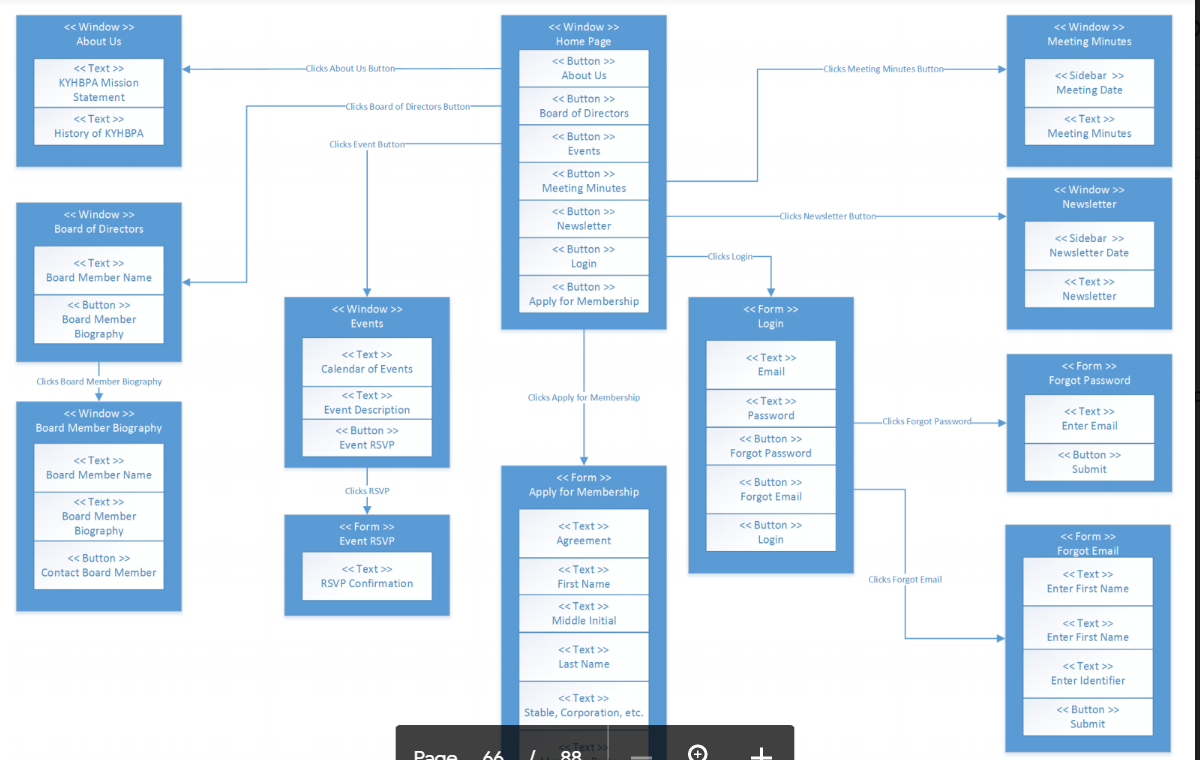 << Window >>
About Us
<< Text >>
KYHBPA Mission
Statement
<< Text >>
History of KYHBPA
<< Window >>
Board of Directors
<< Text >>
Board Member Name
<< Button >>
Board Member
Biography
Clicks Board Member Biography
<< Window >>
Board Member Biography
<< Text >>
Board Member Name
<< Text >>
Board Member
Biography
<< Button >>
Contact Board Member
Clicks About Us Button
Clicks Board of Directors Button
Clicks Event Button
<< Window >>
Events
<< Text >>
Calendar of Events
<< Text >>
Event Description
<< Button >>
Event RSVP
Clicks RSVP
<< Form >>
Event RSVP
<< Text >>
RSVP Confirmation
<< Window >>
Home Page
<< Button >>
About Us
<< Button >>
Board of Directors
<< Button >>
Events
<< Button >>
Meeting Minutes
<< Button >>
Newsletter
<< Button >>
Login
<< Button >>
Apply for Membership
Clicks Apply for Membership
<< Form >>
Apply for Membership
<< Text >>
Agreement
<< Text >>
First Name
<< Text >>
Middle Initial
<< Text >>
Last Name
<< Text >>
Stable, Corporation, etc.
<< Text >>
Clicks Meeting Minutes Button
Clicks Newsletter Button
Clicks Login
<< Form >>
Login
<< Text >>
Email
<< Text >>
Password
<< Button >>
Forgot Password
<< Button >>
Forgot Email
<< Button >>
Login
Clicks Forgot Password
Clicks Forgot Email
<< Window >>
Meeting Minutes
<< Sidebar >>
Meeting Date
<< Text >>
Meeting Minutes
<< Window >>
Newsletter
<< Sidebar >>
Newsletter Date
<< Text >>
Newsletter
<< Form >>
Forgot Password
<< Text >>
Enter Email
<< Button >>
Submit
<< Form >>
Forgot Email
<< Text >>
Enter First Name
<< Text >>
Enter First Name
<< Text >>
Enter Identifier
<< Button >>
Submit
Page 66 / 88